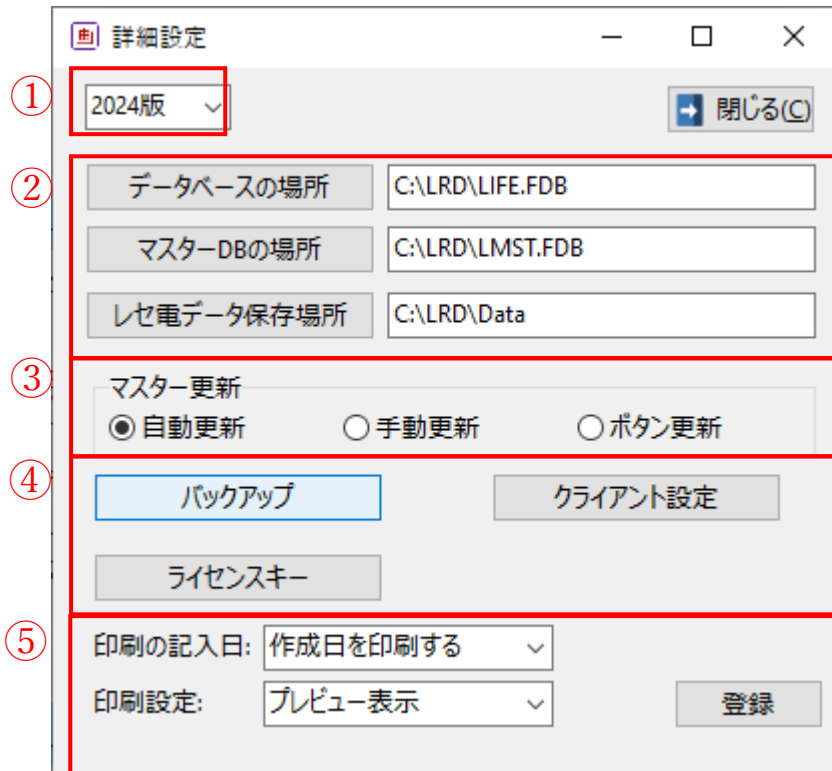 詳細設定
①
2024版
閉じる(C)
②
データベースの場所 C:\LRD\LIFE.FDB
マスターDBの場所 C:\LRD\LMST.FDB
レセ電データ保存場所 C:\LRD\Data
③
マスター更新
自動更新 手動更新 ボタン更新
④
バックアップ クライアント設定
ライセンスキー
⑤
印刷の記入日: 作成日を印刷する
印刷設定: プレビュー表示 登録